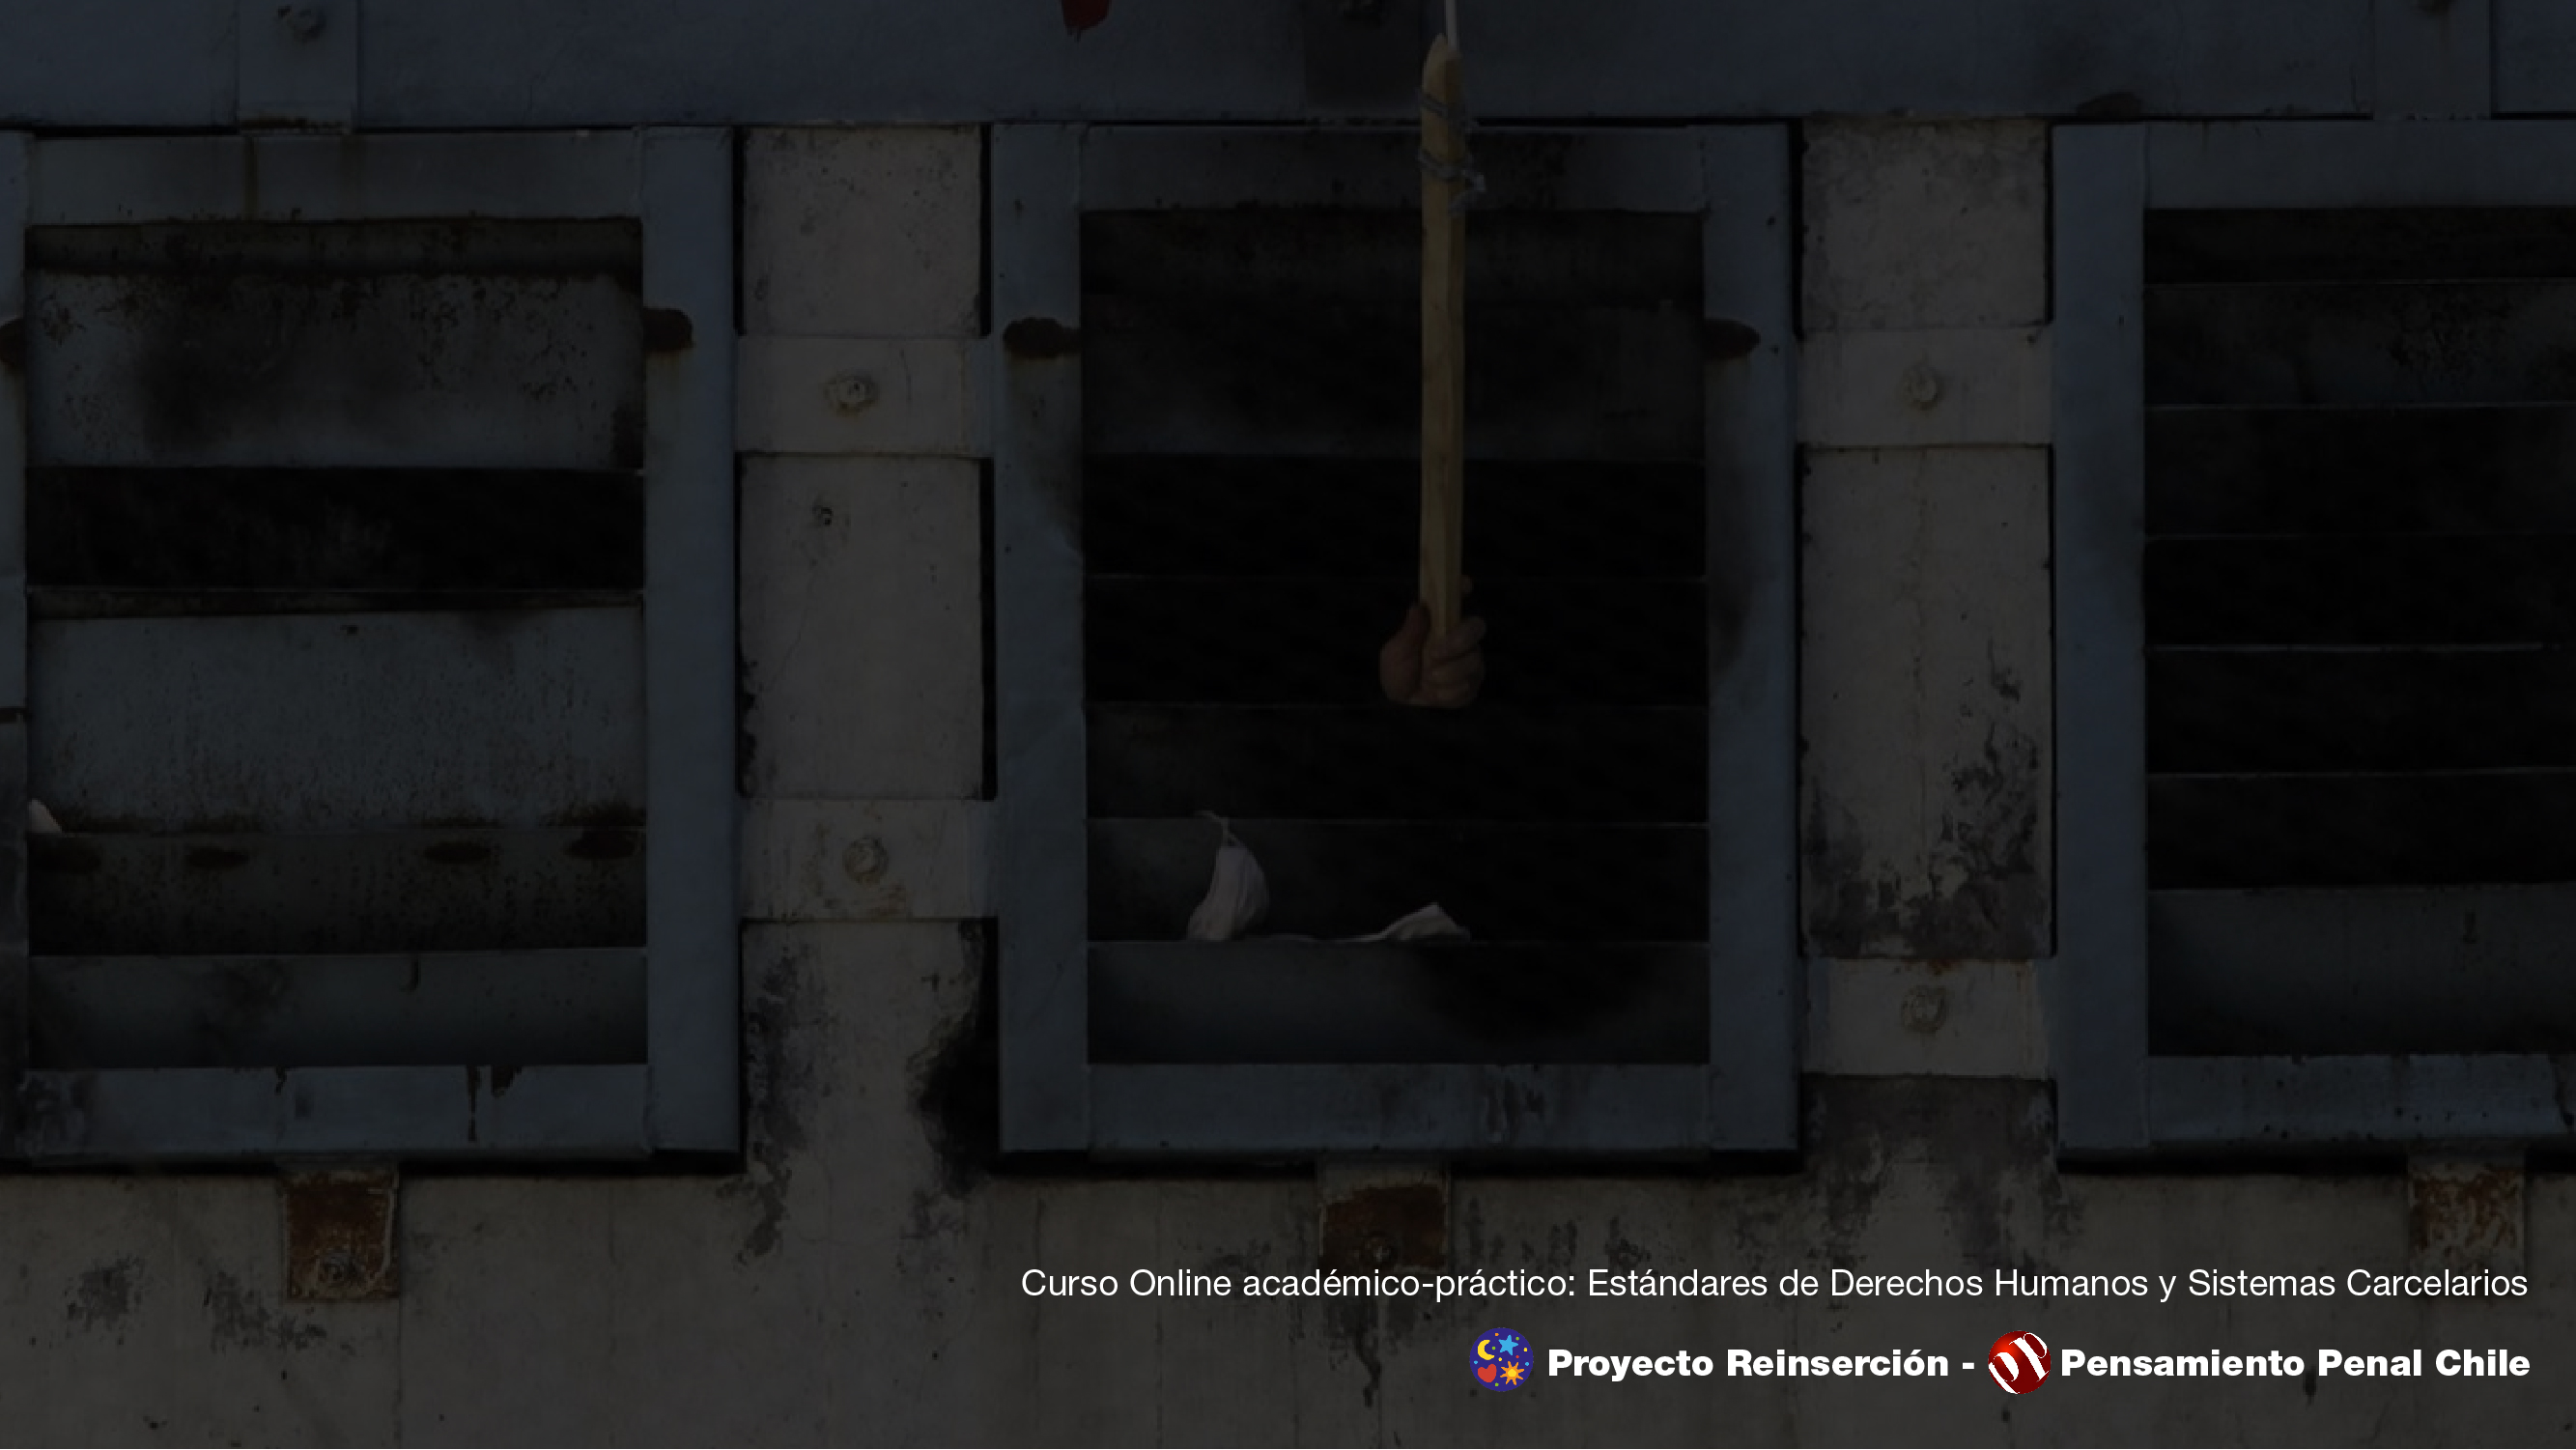 Curso Online académico-práctico: Estándares de Derechos Humanos y Sistemas Carcelarios
Proyecto Reinserción - Pensamiento Penal Chile